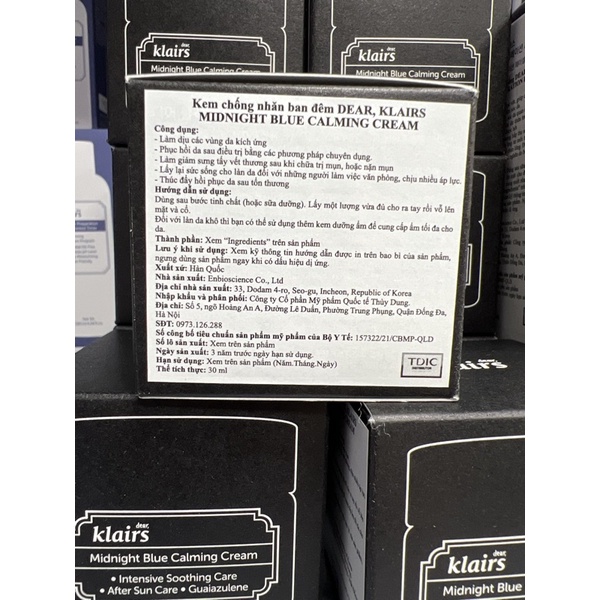 dear,
klairs
Midnight Blue Calming Cream
dear,
klairs
Midnight Blue Calming Cream
Kem chống nhăn ban đêm DEAR, KLAIRS
MIDNIGHT BLUE CALMING CREAM
Công dụng:
- Làm dịu các vùng da kích ứng
- Phục hồi da sau điều trị bằng các phương pháp chuyên dụng.
- Làm giảm sưng tấy vết thương sau khi chữa trị mụn, hoặc nặn mụn
- Lấy lại sức sống cho làn da đối với những người làm việc văn phòng, chịu nhiều áp lực.
- Thúc đẩy hồi phục da sau tổn thương
Hướng dẫn sử dụng:
Dùng sau bước tinh chất (hoặc sữa dưỡng). Lấy một lượng vừa đủ cho ra tay rồi vỗ lên
mặt và cổ.
Đối với làn da khô thì bạn có thể sử dụng thêm kem dưỡng ẩm để cung cấp ẩm tối đa cho
da.
Thành phần: Xem “Ingredients” trên sản phẩm
Lưu ý khi sử dụng: Xem kỹ thông tin hướng dẫn được in trên bao bì của sản phẩm,
ngưng dùng sản phẩm ngay khi có dấu hiệu dị ứng.
Xuất xứ: Hàn Quốc
Nhà sản xuất: Enbioscience Co., Ltd
Địa chỉ nhà sản xuất: 33, Dodam 4-ro, Seo-gu, Incheon, Republic of Korea
Nhập khẩu và phân phối: Công ty Cổ phần Mỹ phẩm Quốc tế Thùy Dung.
Địa chỉ: Số 5, ngõ Hoàng An A, Đường Lê Duẩn, Phường Trung Phụng, Quận Đống Đa,
Hà Nội
SĐT: 0973.126.288
Số công bố tiêu chuẩn sản phẩm mỹ phẩm của Bộ Y Tế: 157322/21/CBMP-QLD
Số lô sản xuất: Xem trên sản phẩm
Ngày sản xuất: 3 năm trước ngày hạn sử dụng.
Hạn sử dụng: Xem trên sản phẩm (Năm.Tháng.Ngày)
Thể tích thực: 30 ml
TDIC
DISTRIBUTOR
dear,
klairs
Midnight Blue Calming Cream
• Intensive Soothing Care
• After Sun Care • Guaiazulene
dear,
klairs
Midnight Blue